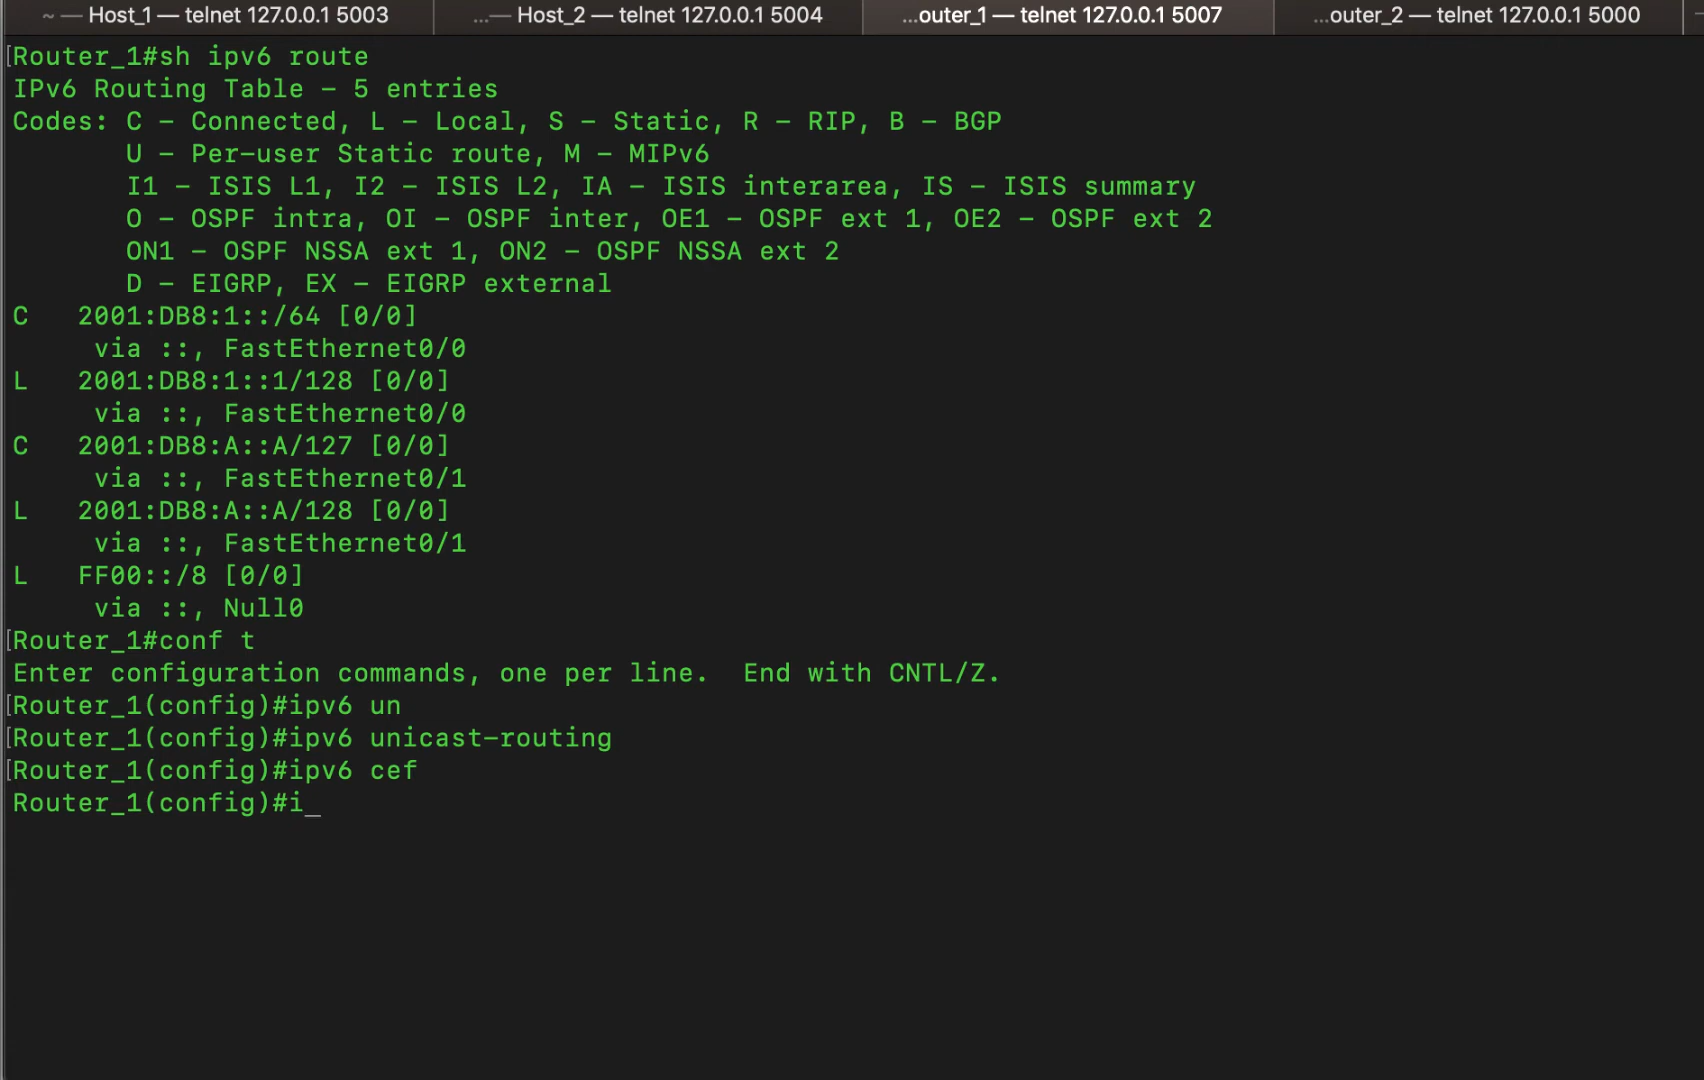 ~ — Host_1 — telnet 127.0.0.1 5003
...— Host_2 — telnet 127.0.0.1 5004
...outer_1 — telnet 127.0.0.1 5007
...outer_2 — telnet 127.0.0.1 5000
[Router_1#sh ipv6 route
IPv6 Routing Table - 5 entries
Codes: C - Connected, L - Local, S - Static, R - RIP, B - BGP
       U - Per-user Static route, M - MIPv6
       I1 - ISIS L1, I2 - ISIS L2, IA - ISIS interarea, IS - ISIS summary
       O - OSPF intra, OI - OSPF inter, OE1 - OSPF ext 1, OE2 - OSPF ext 2
       ON1 - OSPF NSSA ext 1, ON2 - OSPF NSSA ext 2
       D - EIGRP, EX - EIGRP external
C   2001:DB8:1::/64 [0/0]
     via ::, FastEthernet0/0
L   2001:DB8:1::1/128 [0/0]
     via ::, FastEthernet0/0
C   2001:DB8:A::A/127 [0/0]
     via ::, FastEthernet0/1
L   2001:DB8:A::A/128 [0/0]
     via ::, FastEthernet0/1
L   FF00::/8 [0/0]
     via ::, Null0
[Router_1#conf t
Enter configuration commands, one per line.  End with CNTL/Z.
[Router_1(config)#ipv6 un
[Router_1(config)#ipv6 unicast-routing
[Router_1(config)#ipv6 cef
Router_1(config)#i_